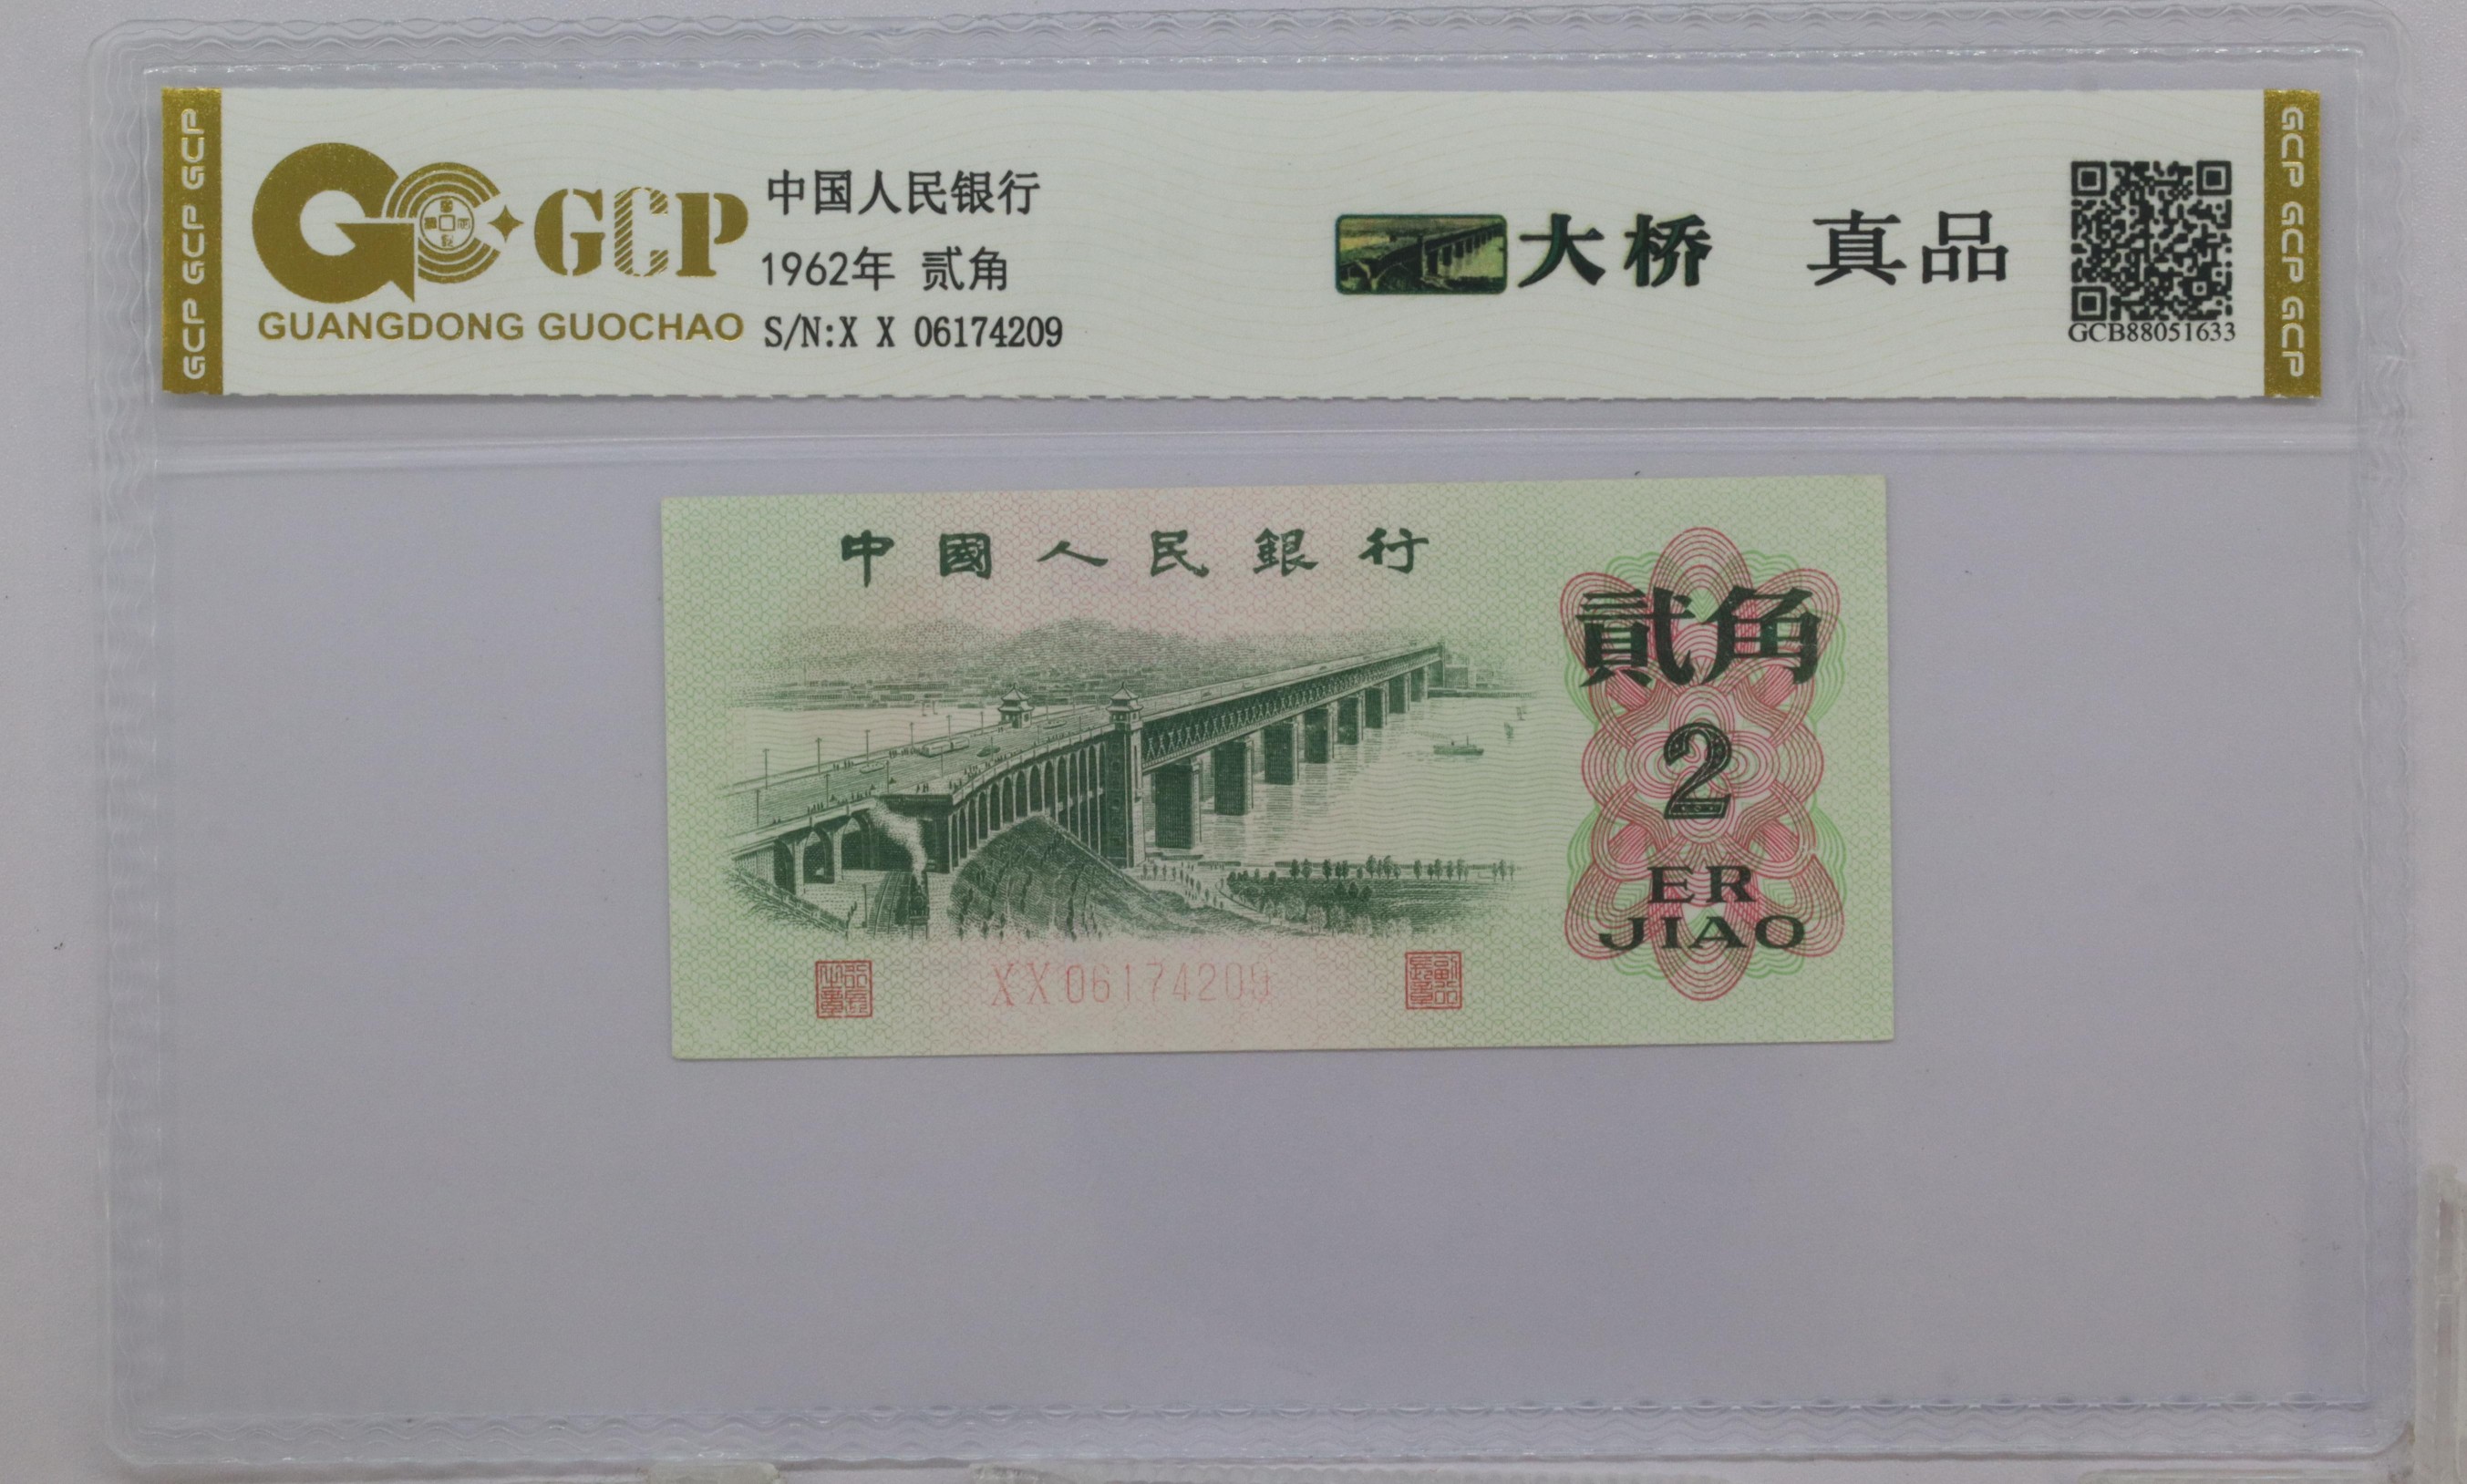 GCP GCP GCP
GCP
GUANGDONG GUOCHAO
中国人民银行
1962年 贰角
S/N:X X 06174209
大桥 真品
GCB88051633
GCP GCP GCP
中國人民銀行
貳角
2
ER
JIAO
XX06174209